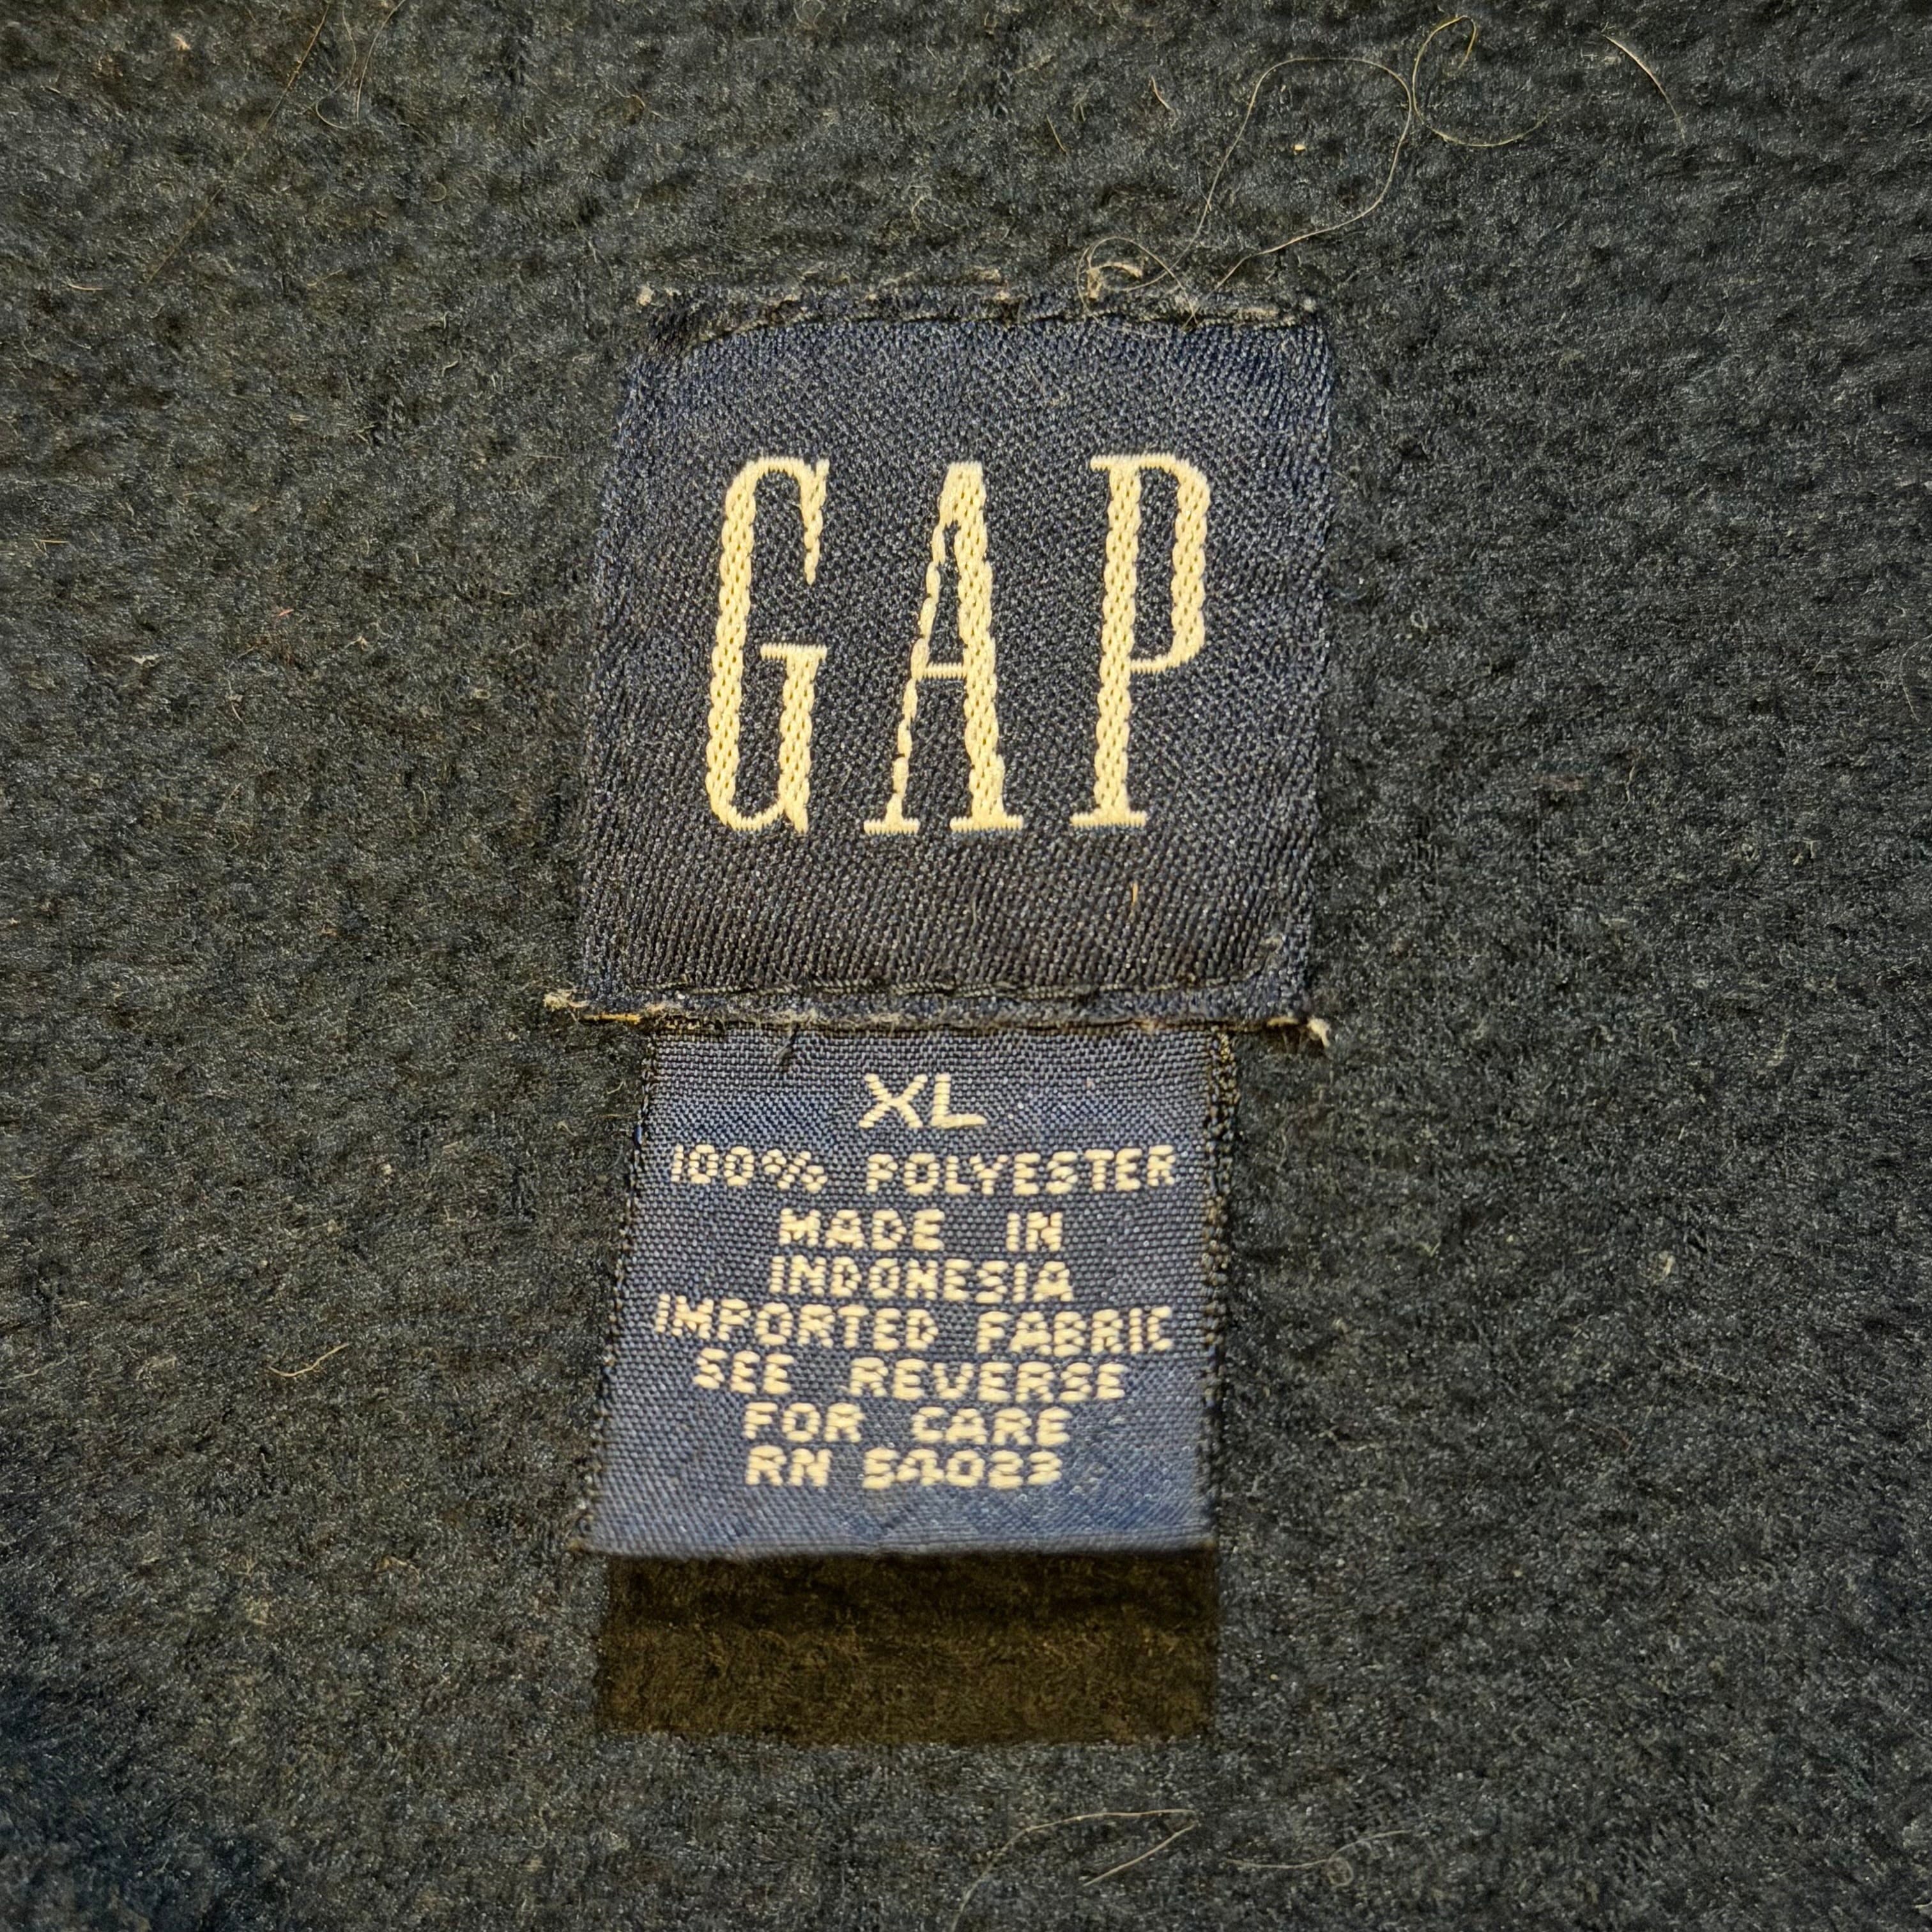 GAP
XL
100% POLYESTER
MADE IN
INDONESIA
IMPORTED FABRIC
SEE REVERSE
FOR CARE
RN 54023